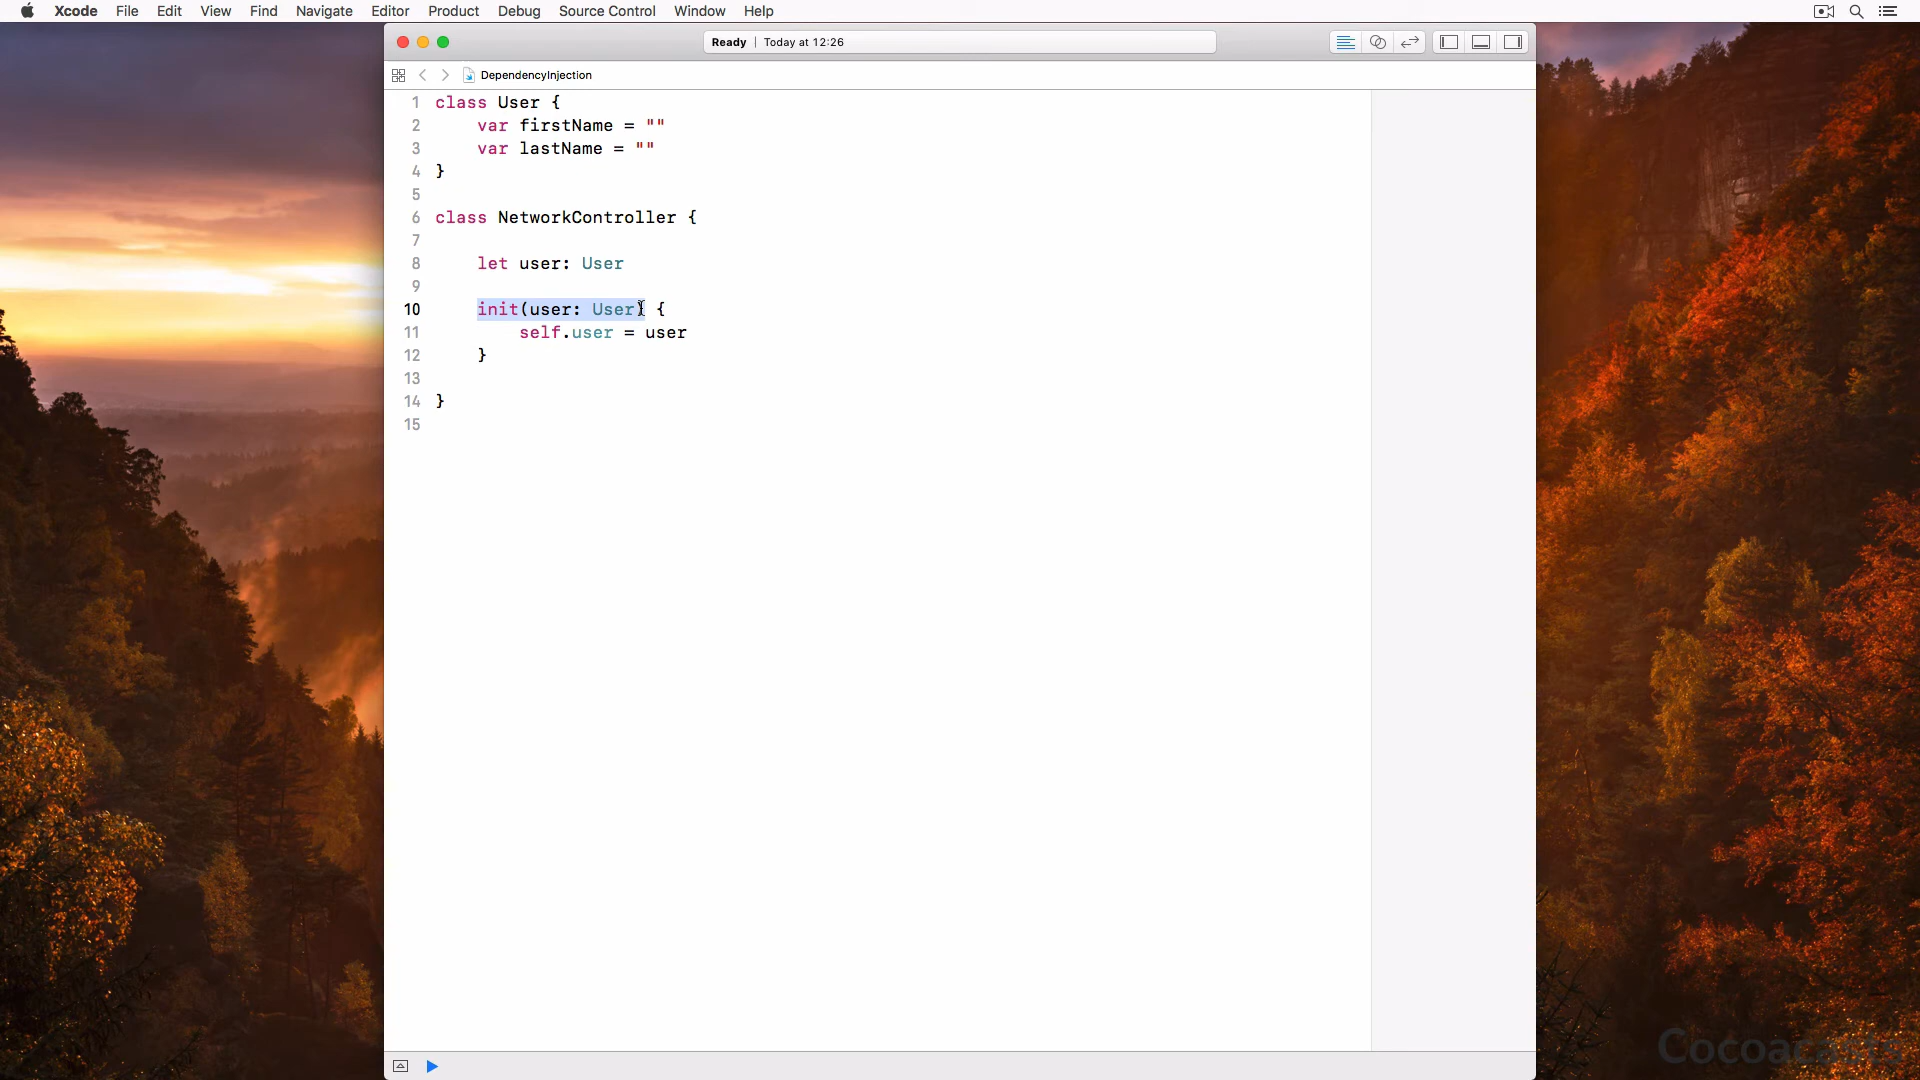 Xcode File Edit View Find Navigate Editor Product Debug Source Control Window Help
Ready | Today at 12:26
DependencyInjection
1 class User {
2 var firstName = ""
3 var lastName = ""
4 }
5
6 class NetworkController {
7
8 let user: User
9
10 init(user: User) {
11 self.user = user
12 }
13
14 }
15
Cocoacasts